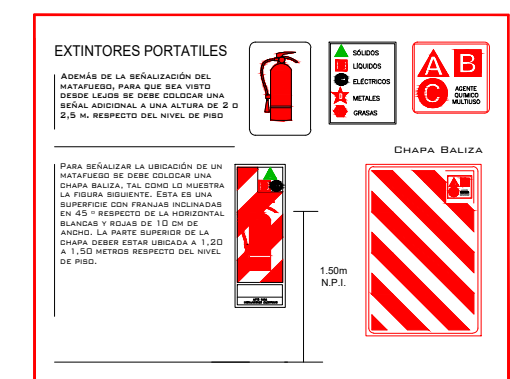 EXTINTORES PORTATILES
ADEMÁS DE LA SEÑALIZACIÓN DEL
MATAFUEGO, PARA QUE SEA VISTO
DESDE LEJOS SE DEBE COLOCAR UNA
SEÑAL ADICIONAL A UNA ALTURA DE 2 O
2,5 M. RESPECTO DEL NIVEL DE PISO
SÓLIDOS
LÍQUIDOS
ELÉCTRICOS
METALES
GRASAS
A B
C
AGENTE
QUIMICO
MULTIUSO
CHAPA BALIZA
PARA SEÑALIZAR LA UBICACIÓN DE UN
MATAFUEGO SE DEBE COLOCAR UNA
CHAPA BALIZA, TAL COMO LO MUESTRA
LA FIGURA SIGUIENTE. ESTA ES UNA
SUPERFICIE CON FRANJAS INCLINADAS
EN 45 º RESPECTO DE LA HORIZONTAL
BLANCAS Y ROJAS DE 10 CM DE
ANCHO. LA PARTE SUPERIOR DE LA
CHAPA DEBER ESTAR UBICADA A 1,20
A 1,50 METROS RESPECTO DEL NIVEL
DE PISO.
1.50m
N.P.I.